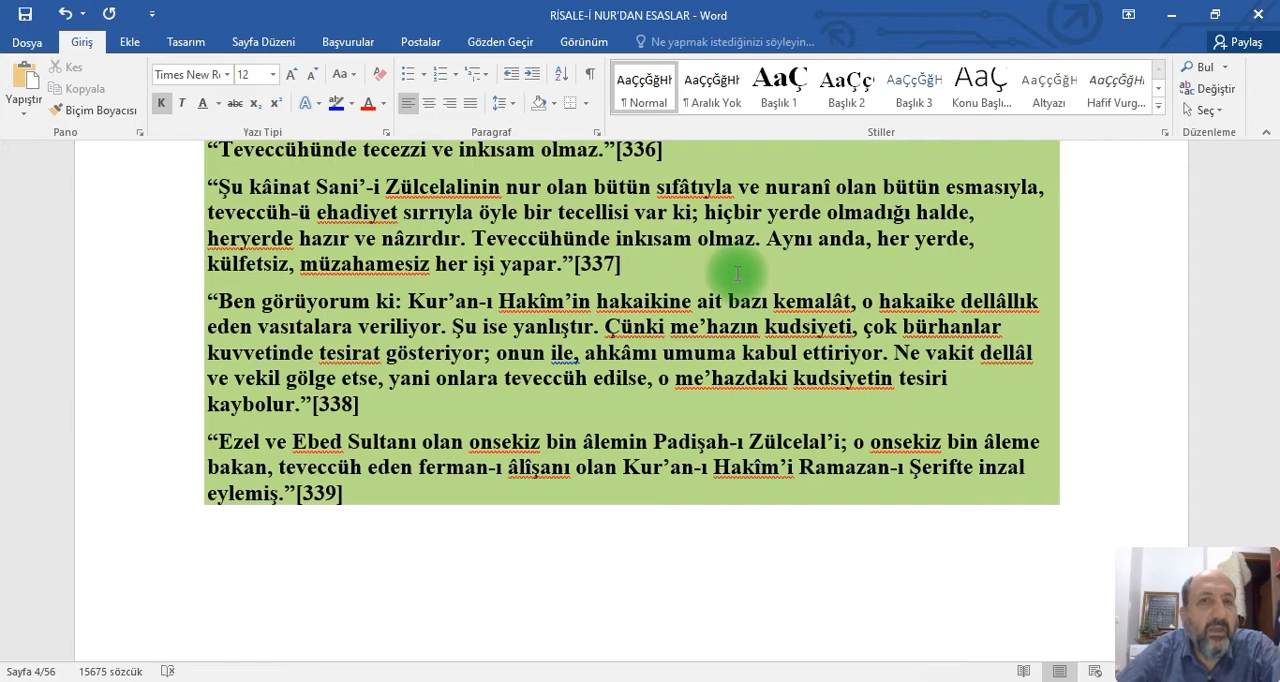 RİSALE-İ NUR'DAN ESASLAR - Word
Dosya Giriş Ekle Tasarım Sayfa Düzeni Başvurular Postalar Gözden Geçir Görünüm Ne yapmak istediğinizi söyleyin... Paylaş
Yapıştır
Kes
Kopyala
Biçim Boyacısı
Pano
Times New Ro 12
Aa
K T A abc x₂ x² A A
Yazı Tipi
Paragraf
AaÇçĞğHł AaÇçĞğHł AaÇ AaÇç AaÇçĞğH AaÇ AaÇçĞğH AaÇçĞğH
¶ Normal ¶ Aralık Yok Başlık 1 Başlık 2 Başlık 3 Konu Başlı... Altyazı Hafif Vurg...
Stiller
Bul
Değiştir
Seç
Düzenleme
“Teveccühünde tecezzi ve inkısam olmaz.”[336]
“Şu kâinat Sani’-i Zülcelalinin nur olan bütün sıfâtıyla ve nuranî olan bütün esmasıyla,
teveccüh-ü ehadiyet sırrıyla öyle bir tecellisi var ki; hiçbir yerde olmadığı halde,
heryerde hazır ve nâzırdır. Teveccühünde inkısam olmaz. Aynı anda, her yerde,
külfetsiz, müzahamesiz her işi yapar.”[337]
“Ben görüyorum ki: Kur’an-ı Hakîm’in hakaikine ait bazı kemalât, o hakaike dellâllık
eden vasıtalara veriliyor. Şu ise yanlıştır. Çünki me’hazın kudsiyeti, çok bürhanlar
kuvvetinde tesirat gösteriyor; onun ile, ahkâmı umuma kabul ettiriyor. Ne vakit dellâl
ve vekil gölge etse, yani onlara teveccüh edilse, o me’hazdaki kudsiyetin tesiri
kaybolur.”[338]
“Ezel ve Ebed Sultanı olan onsekiz bin âlemin Padişah-ı Zülcelal’i; o onsekiz bin âleme
bakan, teveccüh eden ferman-ı âlîşanı olan Kur’an-ı Hakîm’i Ramazan-ı Şerifte inzal
eylemiş.”[339]
Sayfa 4/56 15675 sözcük